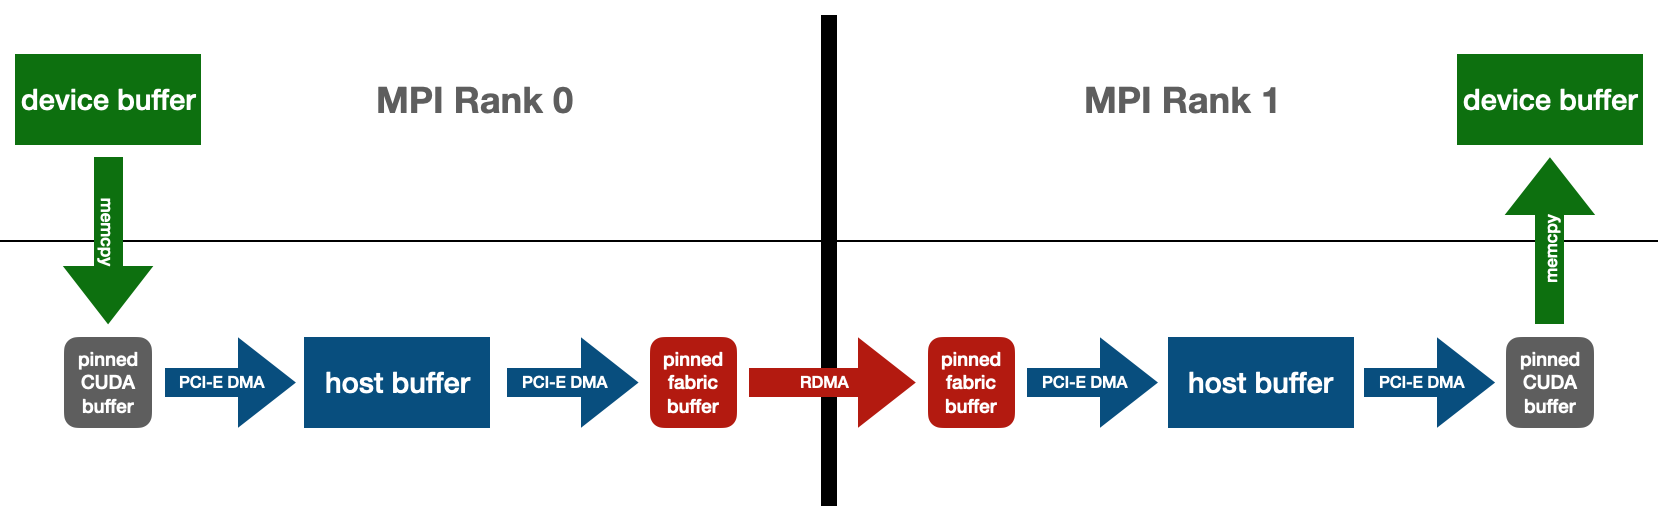 device buffer
MPI Rank 0
MPI Rank 1
device buffer
memcpy
memcpy
pinned
CUDA
buffer
PCI-E DMA
host buffer
PCI-E DMA
pinned
fabric
buffer
RDMA
pinned
fabric
buffer
PCI-E DMA
host buffer
PCI-E DMA
pinned
CUDA
buffer